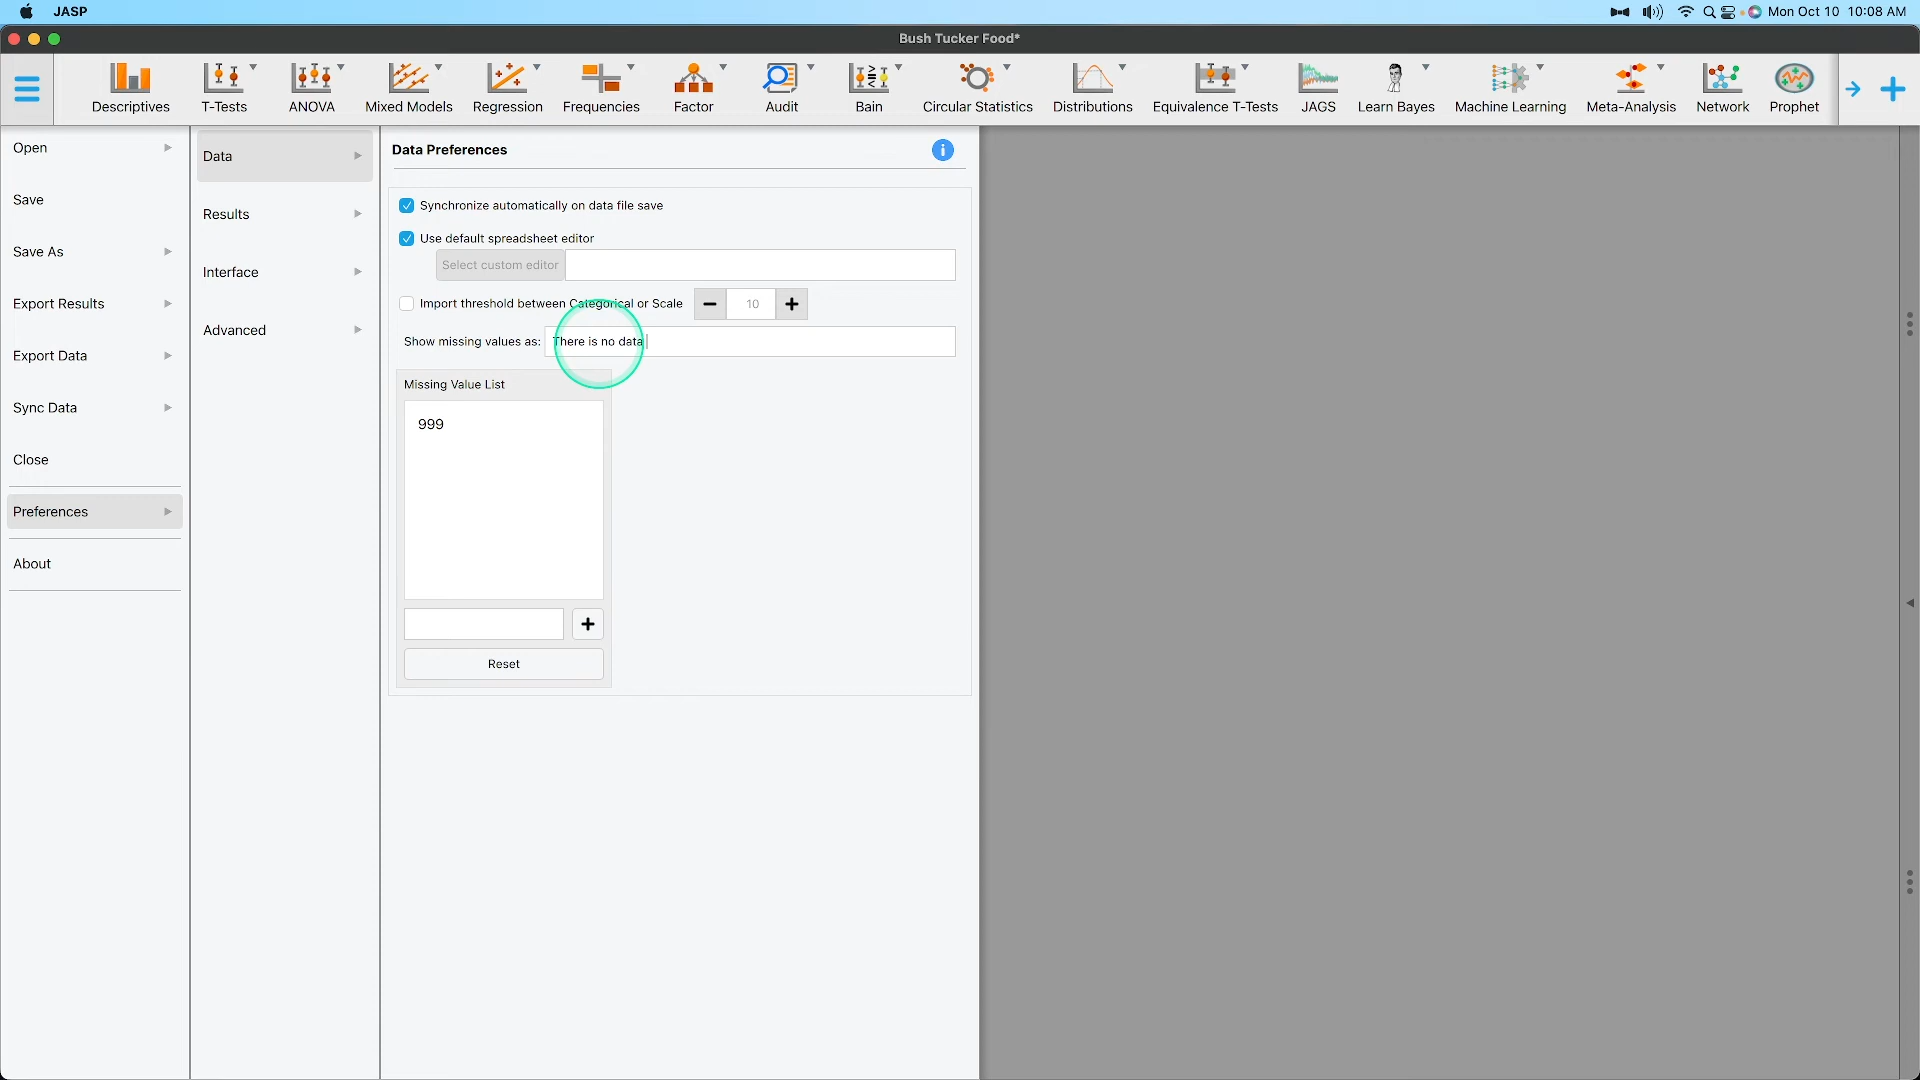 JASP
Mon Oct 10 10:08 AM
Bush Tucker Food*
Descriptives
T-Tests
ANOVA
Mixed Models
Regression
Frequencies
Factor
Audit
Bain
Circular Statistics
Distributions
Equivalence T-Tests
JAGS
Learn Bayes
Machine Learning
Meta-Analysis
Network
Prophet
Open
Save
Save As
Export Results
Export Data
Sync Data
Close
Preferences
About
Data
Results
Interface
Advanced
Data Preferences
Synchronize automatically on data file save
Use default spreadsheet editor
Select custom editor
Import threshold between Categorical or Scale 10
Show missing values as: There is no data
Missing Value List
999
Reset